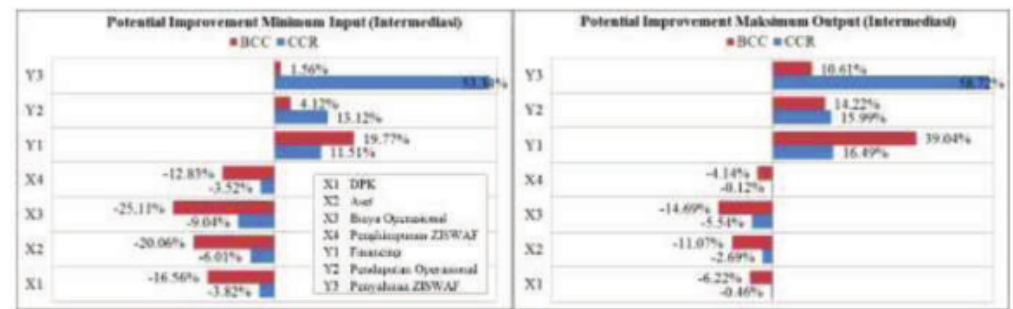 Potential Improvement Minimum Input (Intermediasi)
BCC CCR
Y3 1.56%
Y2 4.12%
13.12%
Y1 19.77%
11.51%
X4 -12.83%
-3.52%
X3 -25.11%
-9.04%
X2 -20.06%
-6.01%
X1 -16.56%
-3.82%
X1 DPK
X2 Aset
X3 Biaya Operasional
X4 Penghimpunan ZISWAF
Y1 Financing
Y2 Pendapatan Operasional
Y3 Penyaluran ZISWAF
Potential Improvement Maksimum Output (Intermediasi)
BCC CCR
Y3 10.61%
58.72%
Y2 14.22%
15.99%
Y1 39.04%
16.49%
X4 -4.14%
-0.12%
X3 -14.69%
-5.54%
X2 -11.07%
-2.69%
X1 -6.22%
-0.46%